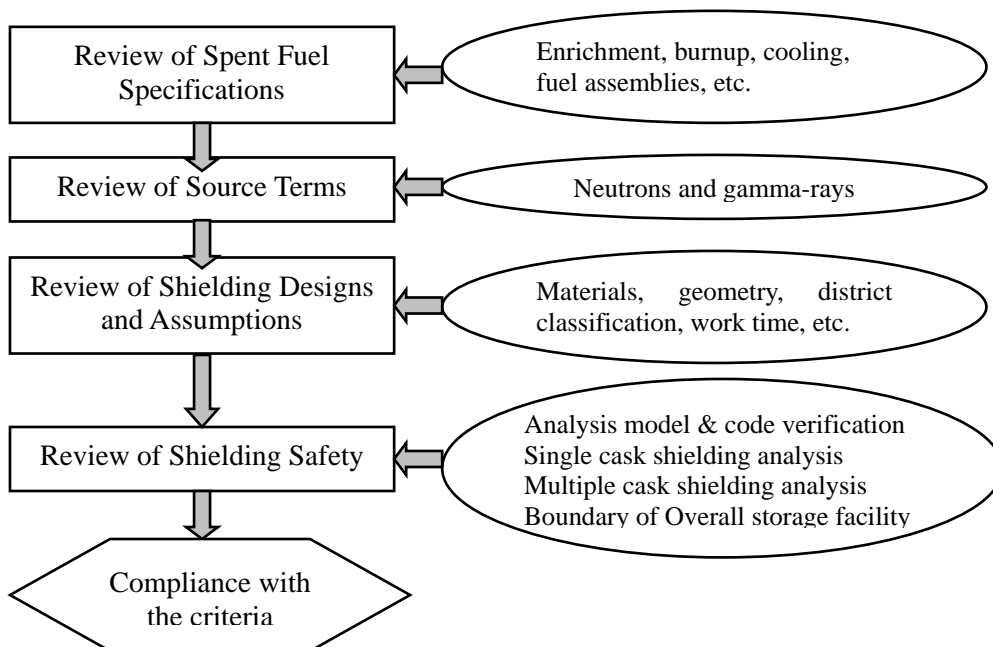 Review of Spent Fuel
Specifications
Enrichment, burnup, cooling,
fuel assemblies, etc.
Review of Source Terms
Neutrons and gamma-rays
Review of Shielding Designs
and Assumptions
Materials, geometry, district
classification, work time, etc.
Review of Shielding Safety
Analysis model & code verification
Single cask shielding analysis
Multiple cask shielding analysis
Boundary of Overall storage facility
Compliance with
the criteria